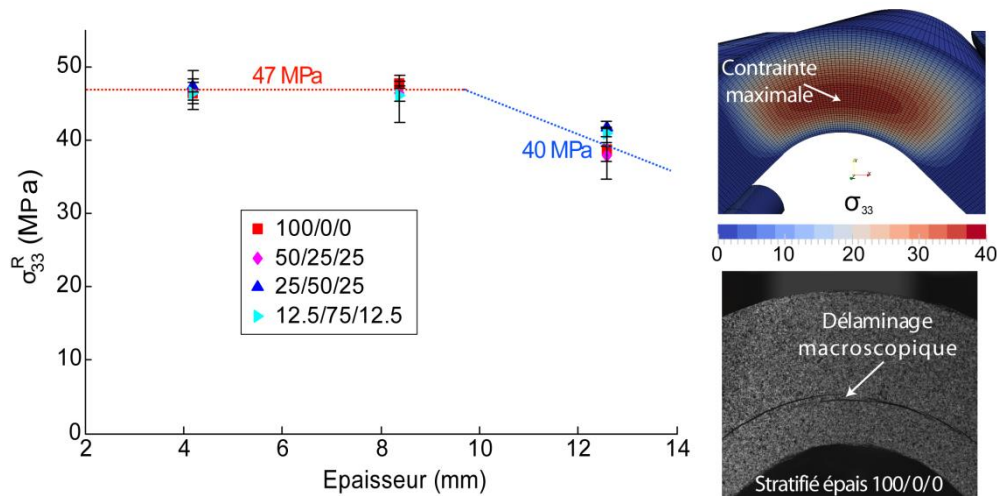 σ₃₃ᴿ (MPa)
50
40
30
20
10
0
2
4
6
8
10
12
14
Epaisseur (mm)
47 MPa
40 MPa
100/0/0
50/25/25
25/50/25
12.5/75/12.5
Contrainte
maximale
σ₃₃
0
10
20
30
40
Délaminage
macroscopique
Stratifié épais 100/0/0